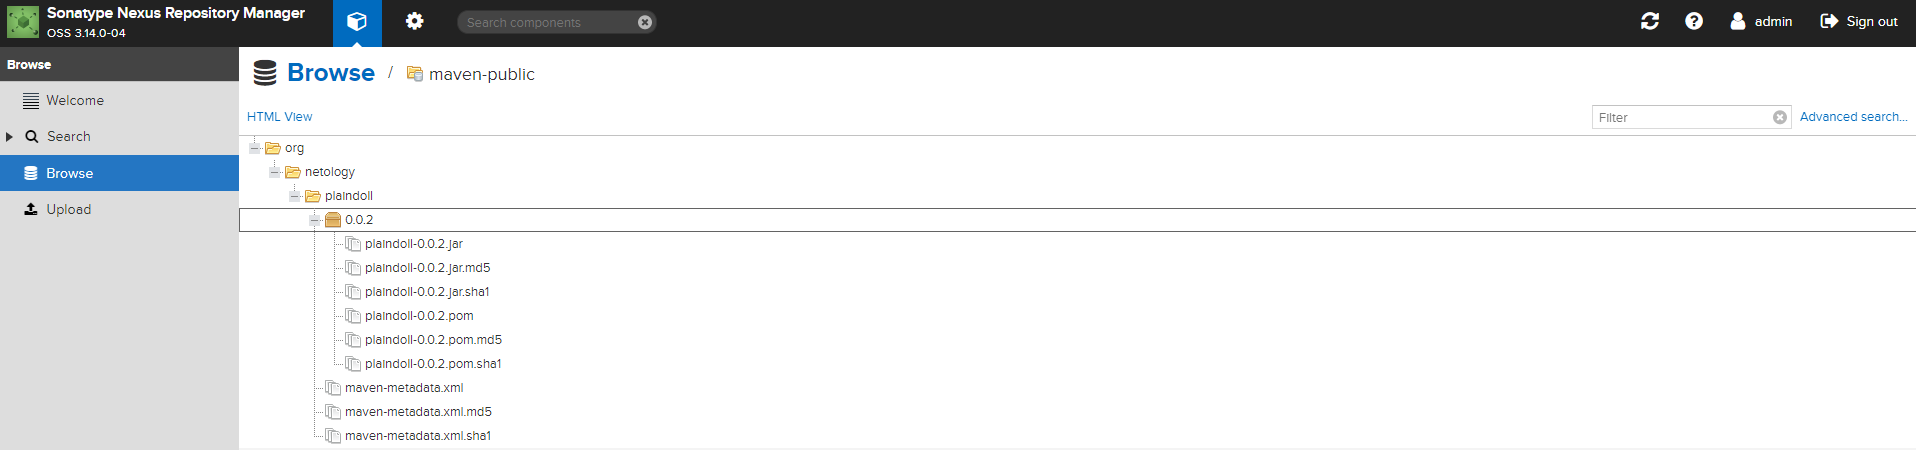 Sonatype Nexus Repository Manager
OSS 3.14.0-04
Search components
admin
Sign out
Browse
Welcome
Search
Browse
Upload
Browse / maven-public
HTML View
Filter
Advanced search...
org
netology
plaindoll
0.0.2
plaindoll-0.0.2.jar
plaindoll-0.0.2.jar.md5
plaindoll-0.0.2.jar.sha1
plaindoll-0.0.2.pom
plaindoll-0.0.2.pom.md5
plaindoll-0.0.2.pom.sha1
maven-metadata.xml
maven-metadata.xml.md5
maven-metadata.xml.sha1